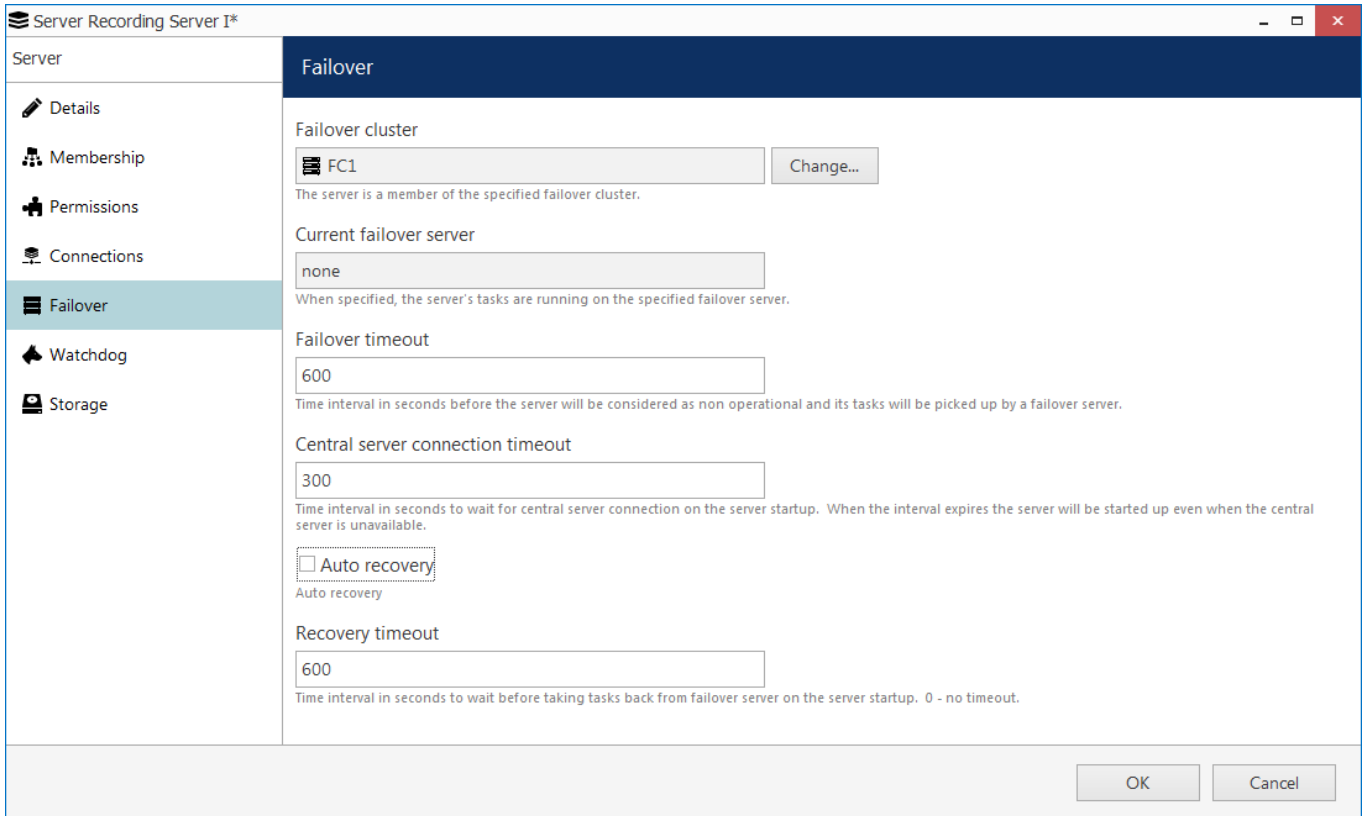 Server Recording Server I*
Server
Details
Membership
Permissions
Connections
Failover
Watchdog
Storage
Failover
Failover cluster
FC1
Change...
The server is a member of the specified failover cluster.
Current failover server
none
When specified, the server's tasks are running on the specified failover server.
Failover timeout
600
Time interval in seconds before the server will be considered as non operational and its tasks will be picked up by a failover server.
Central server connection timeout
300
Time interval in seconds to wait for central server connection on the server startup.  When the interval expires the server will be started up even when the central
server is unavailable.
Auto recovery
Auto recovery
Recovery timeout
600
Time interval in seconds to wait before taking tasks back from failover server on the server startup.  0 - no timeout.
OK
Cancel